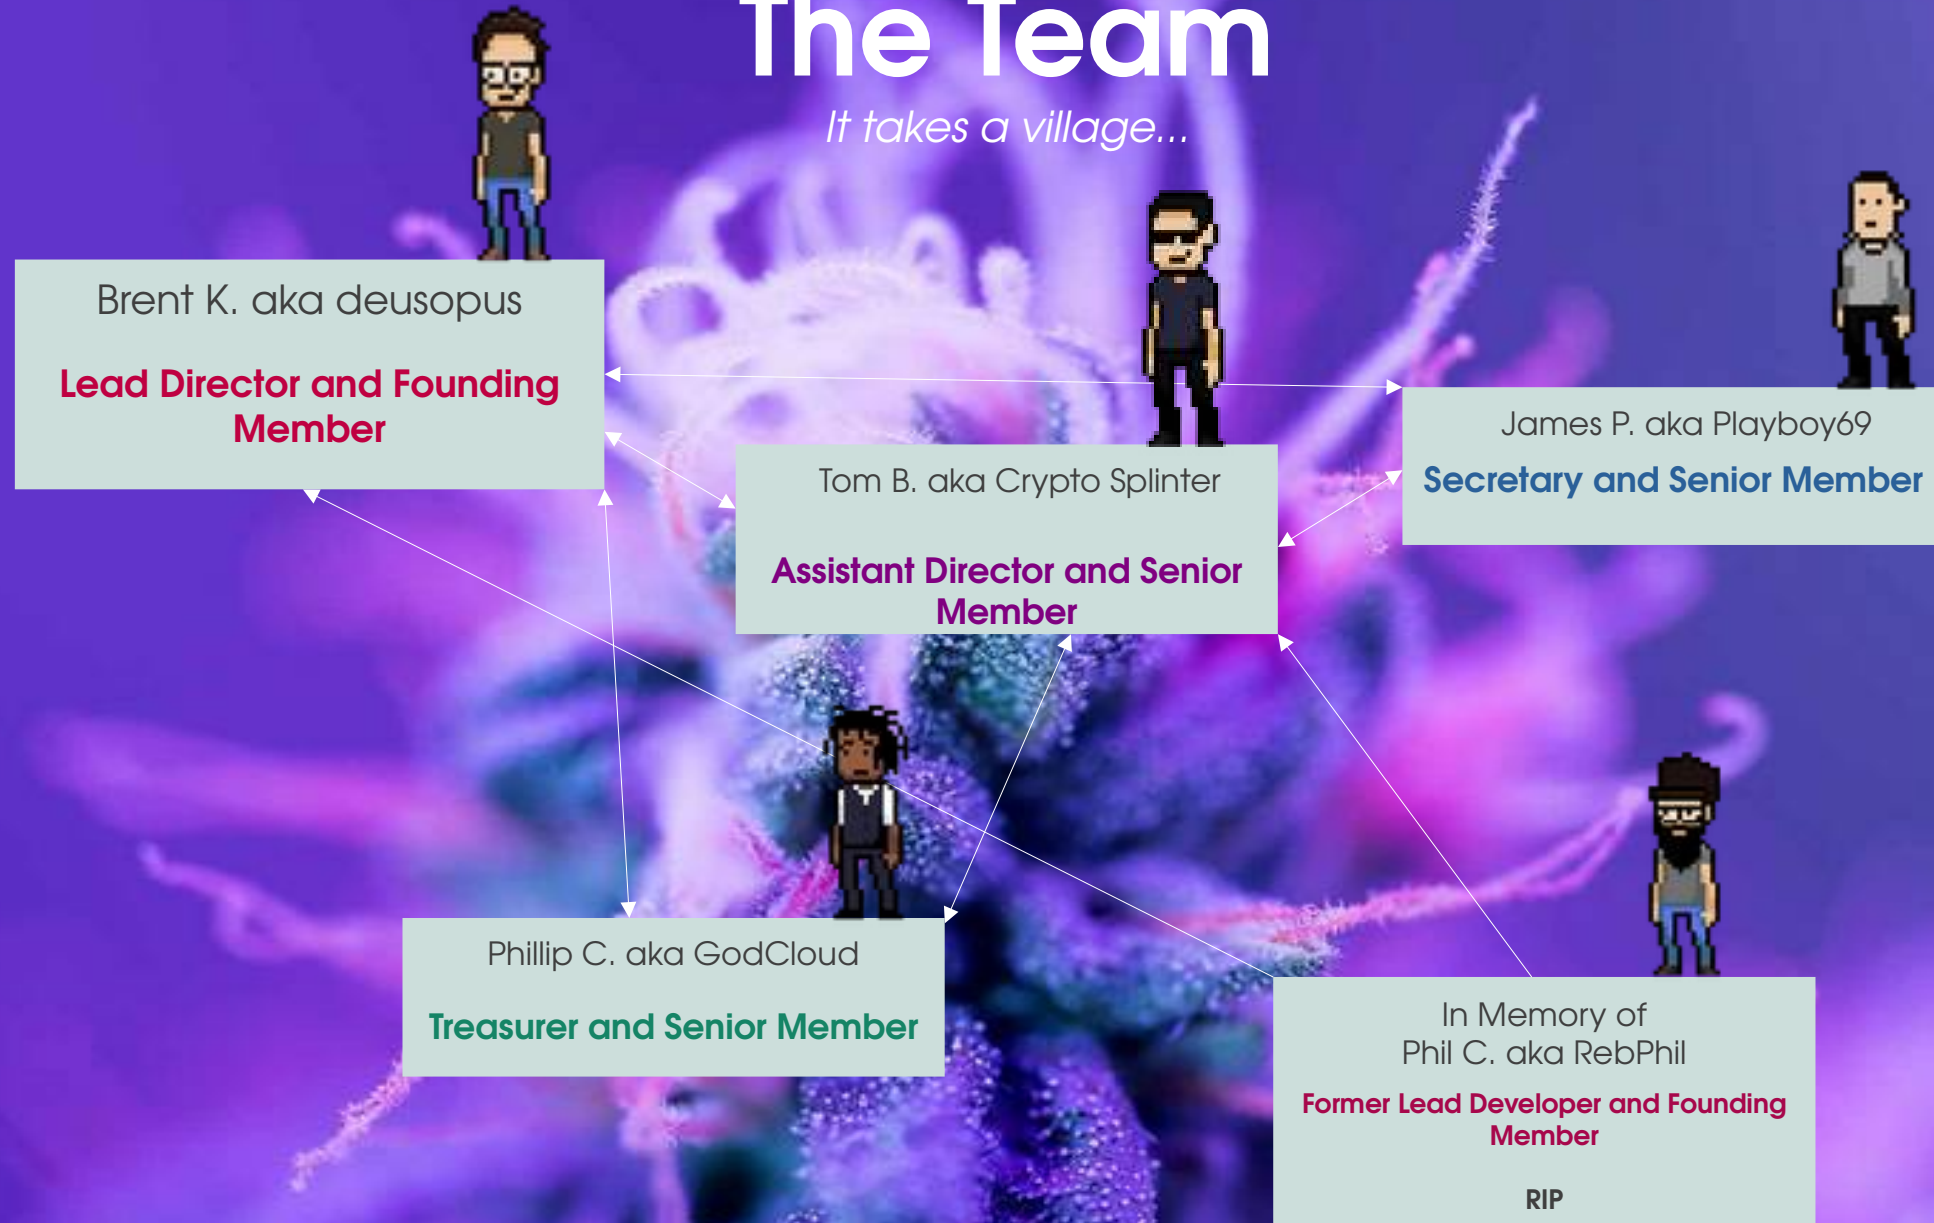 The Team
It takes a village...
Brent K. aka deusopus
Lead Director and Founding
Member
James P. aka Playboy69
Secretary and Senior Member
Tom B. aka Crypto Splinter
Assistant Director and Senior
Member
Phillip C. aka GodCloud
Treasurer and Senior Member
In Memory of
Phil C. aka RebPhil
Former Lead Developer and Founding
Member
RIP